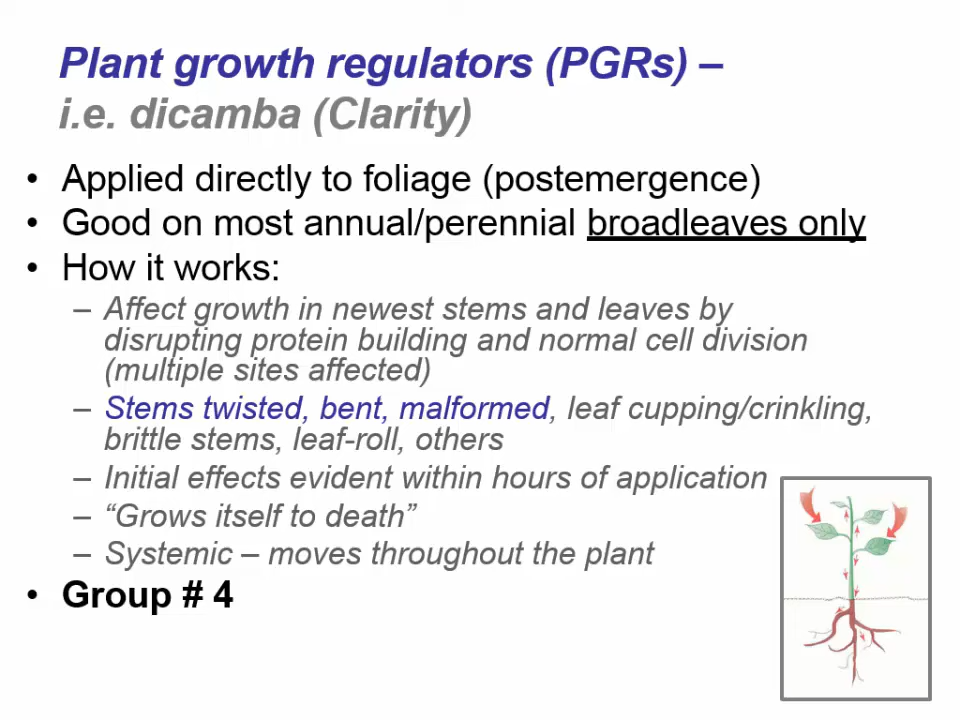 Plant growth regulators (PGRs) –
i.e. dicamba (Clarity)
• Applied directly to foliage (postemergence)
• Good on most annual/perennial broadleaves only
• How it works:
– Affect growth in newest stems and leaves by
disrupting protein building and normal cell division
(multiple sites affected)
– Stems twisted, bent, malformed, leaf cupping/crinkling,
brittle stems, leaf-roll, others
– Initial effects evident within hours of application
– “Grows itself to death”
– Systemic – moves throughout the plant
• Group # 4